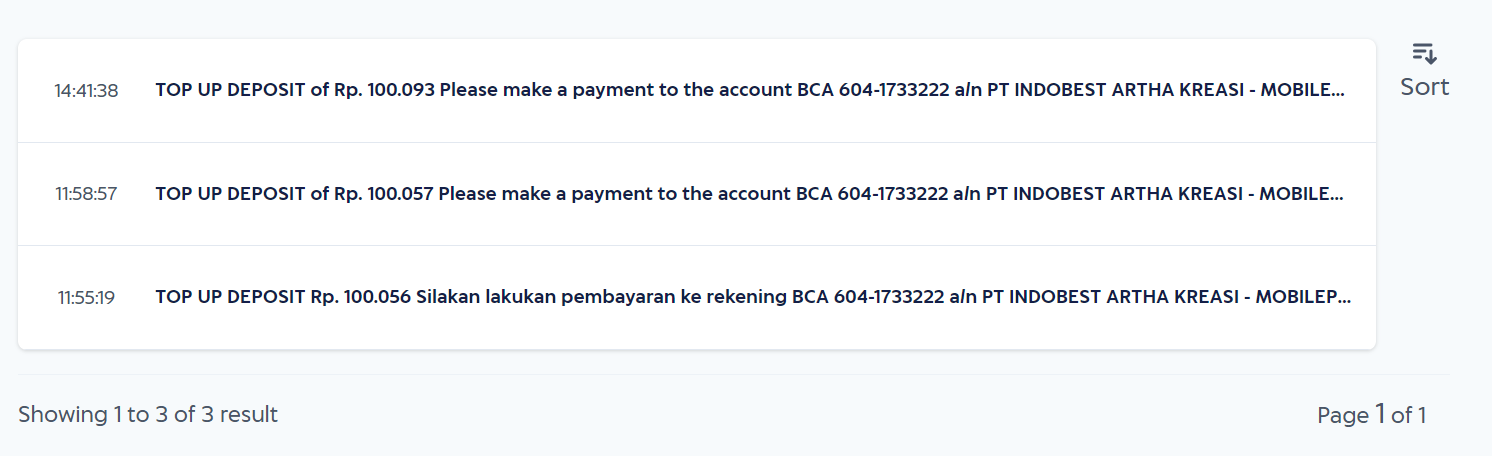 Sort
14:41:38 TOP UP DEPOSIT of Rp. 100.093 Please make a payment to the account BCA 604-1733222 a/n PT INDOBEST ARTHA KREASI - MOBILE...
11:58:57 TOP UP DEPOSIT of Rp. 100.057 Please make a payment to the account BCA 604-1733222 a/n PT INDOBEST ARTHA KREASI - MOBILE...
11:55:19 TOP UP DEPOSIT Rp. 100.056 Silakan lakukan pembayaran ke rekening BCA 604-1733222 a/n PT INDOBEST ARTHA KREASI - MOBILEP...
Showing 1 to 3 of 3 result
Page 1 of 1